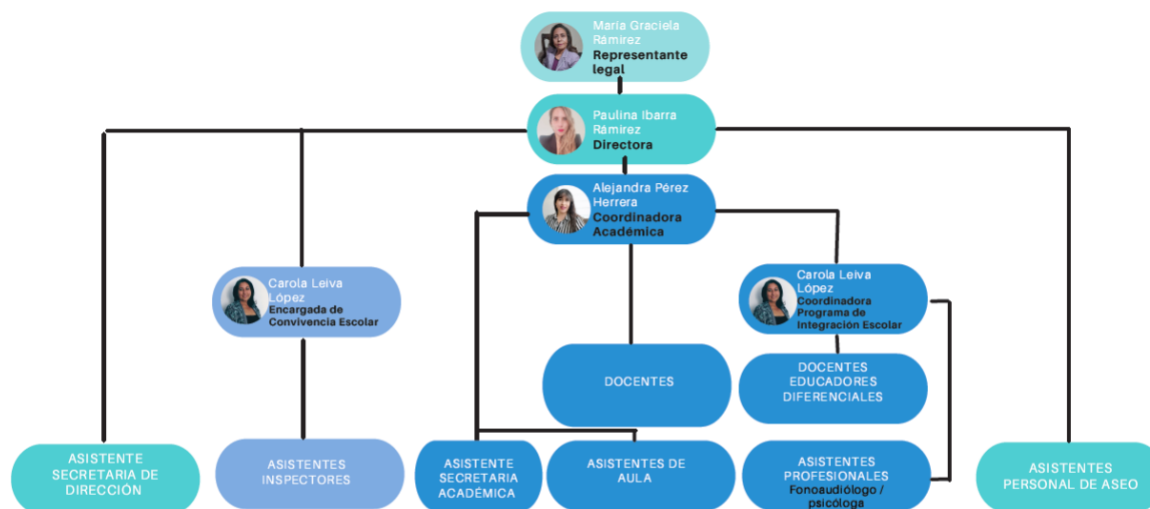 María Graciela
Rámirez
Representante
legal
Paulina Ibarra
Rámirez
Directora
Alejandra Pérez
Herrera
Coordinadora
Académica
Carola Leiva
López
Encargada de
Convivencia Escolar
Carola Leiva
López
Coordinadora
Programa de
Integración Escolar
DOCENTES
DOCENTES
EDUCADORES
DIFERENCIALES
ASISTENTE
SECRETARIA DE
DIRECCIÓN
ASISTENTES
INSPECTORES
ASISTENTE
SECRETARIA
ACADÉMICA
ASISTENTES DE
AULA
ASISTENTES
PROFESIONALES
Fonoaudiólogo /
psicóloga
ASISTENTES
PERSONAL DE ASEO